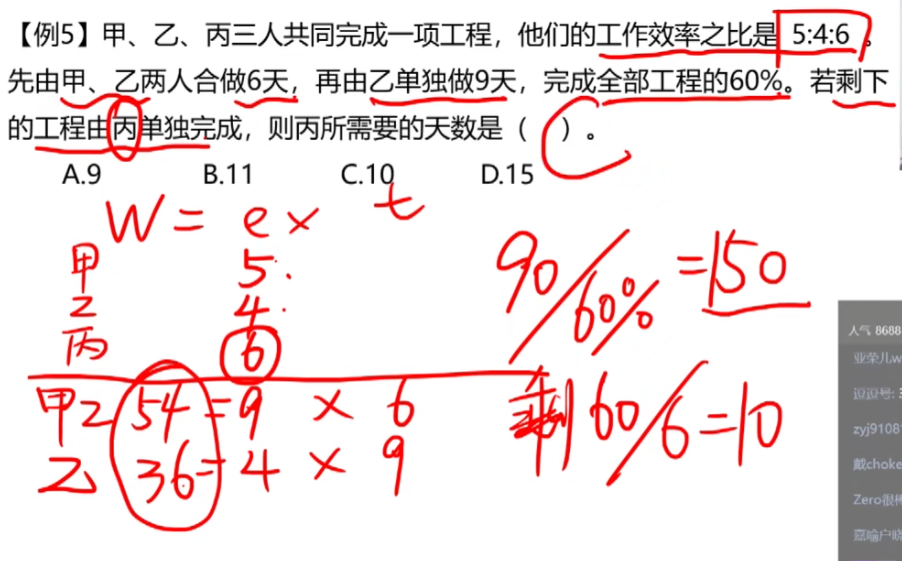 【例5】甲、乙、丙三人共同完成一项工程，他们的工作效率之比是 5:4:6 。
先由甲、乙两人合做6天，再由乙单独做9天，完成全部工程的60%。若剩下
的工程由丙单独完成，则丙所需要的天数是（ C ）。
A.9 B.11 C.10 D.15
W = e × t
甲 5
乙 4
丙 6
甲乙 54 = 9 × 6
乙 36 = 4 × 9
90/60% = 150
剩 60/6 = 10
人气 8688
亚荣儿w
逗逗号:
zyj9108
戴choke
Zero很